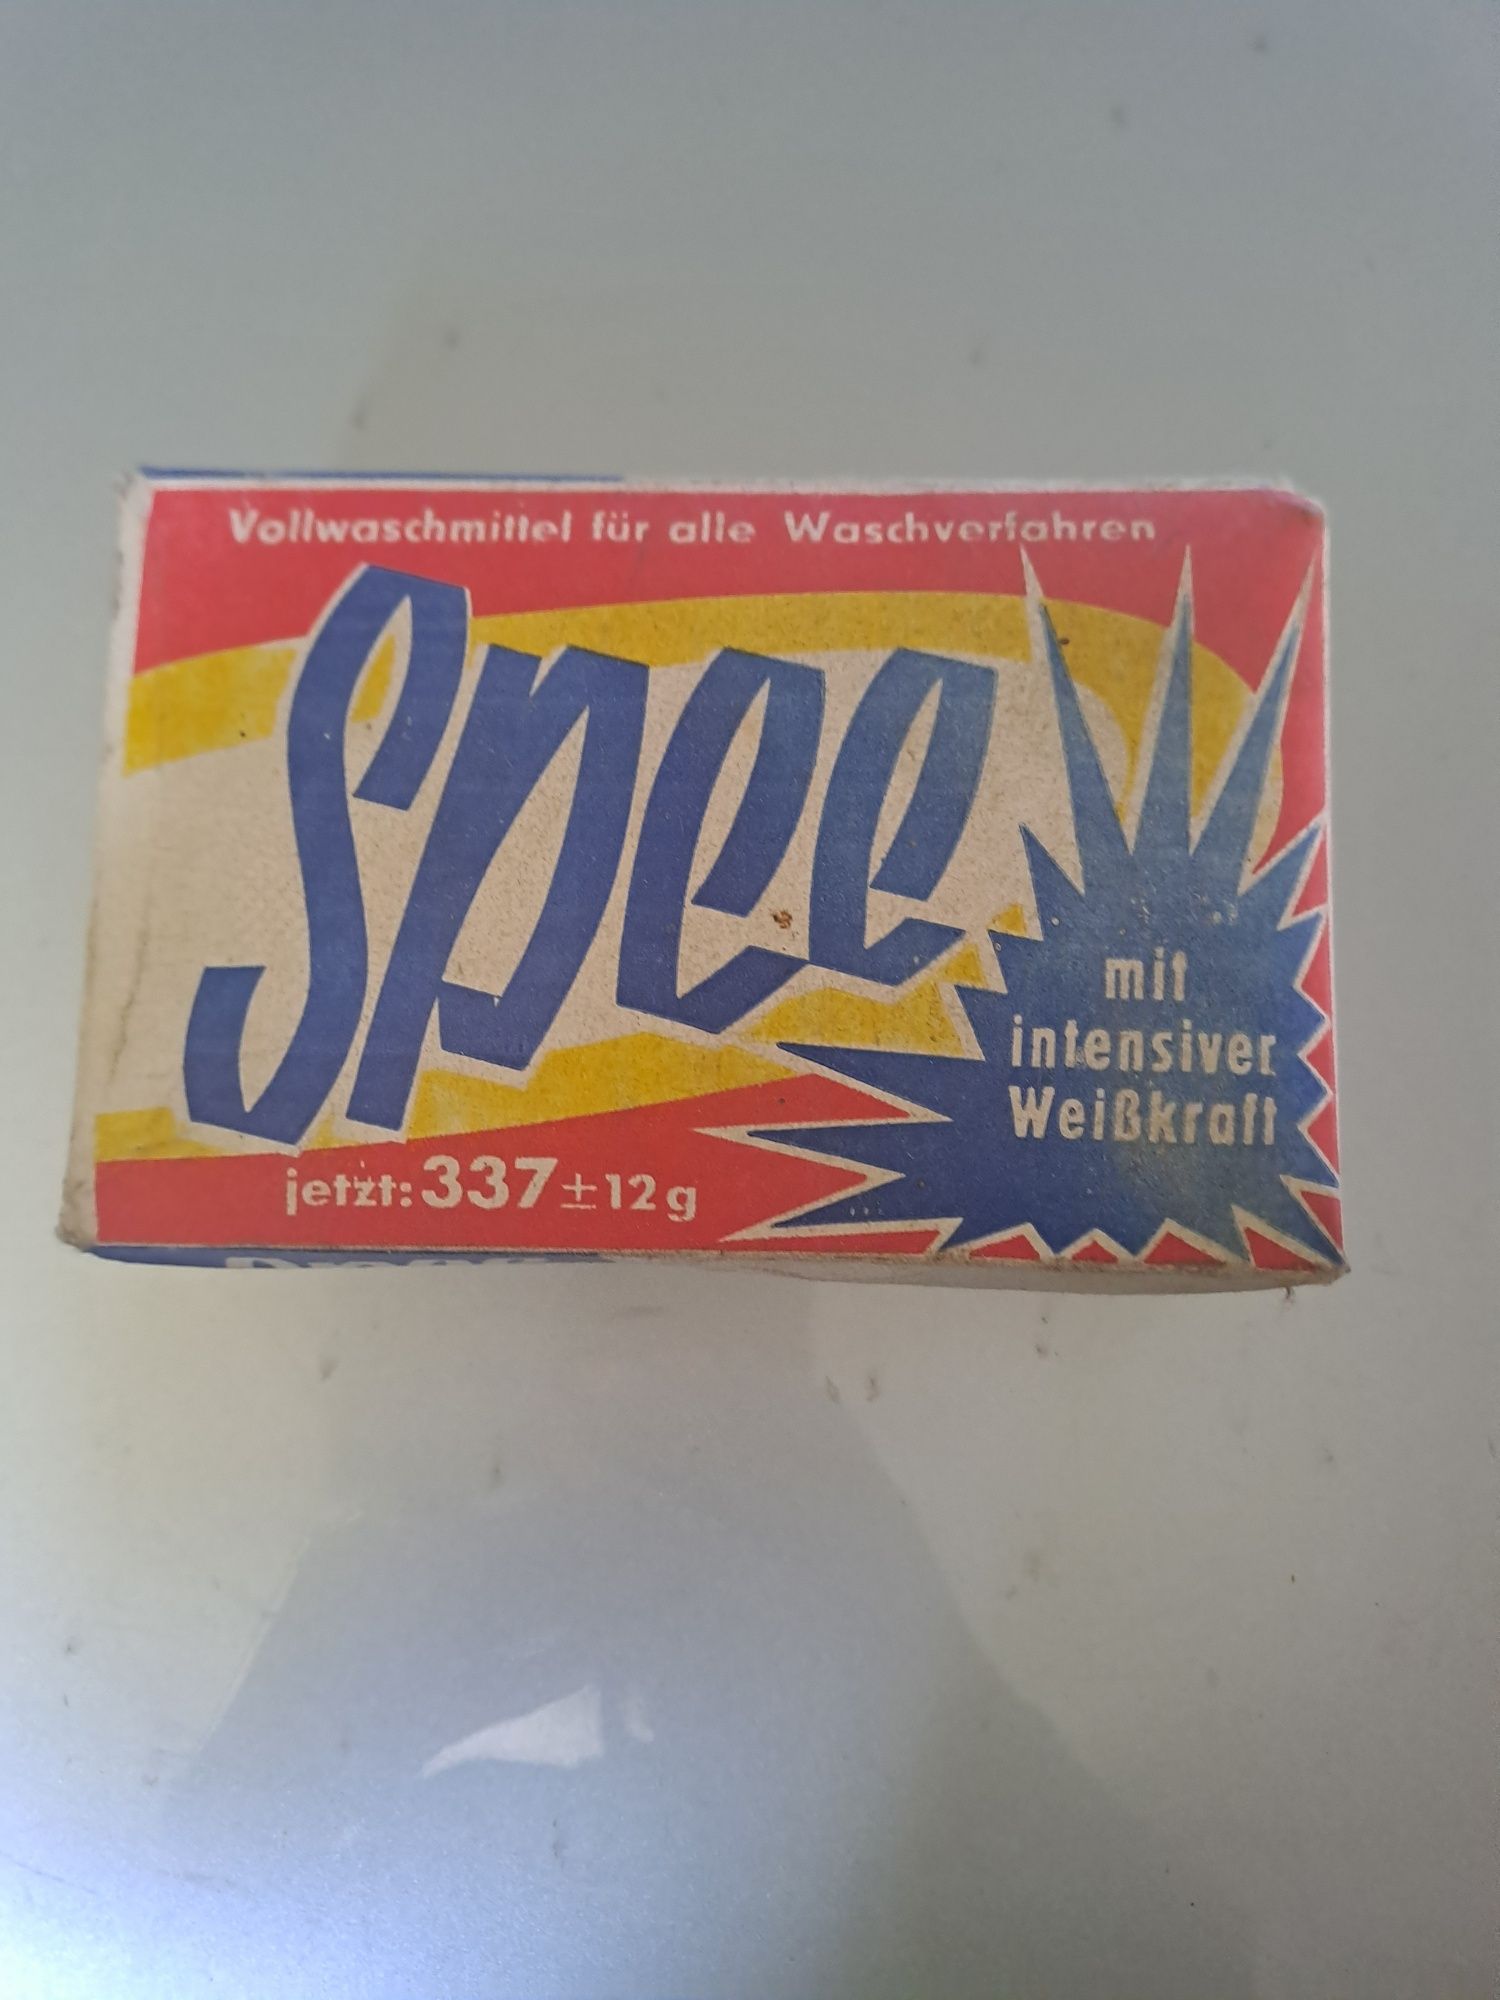 Vollwaschmittel für alle Waschverfahren
Spee
mit
intensiver
Weißkraft
jetzt: 337 ± 12 g